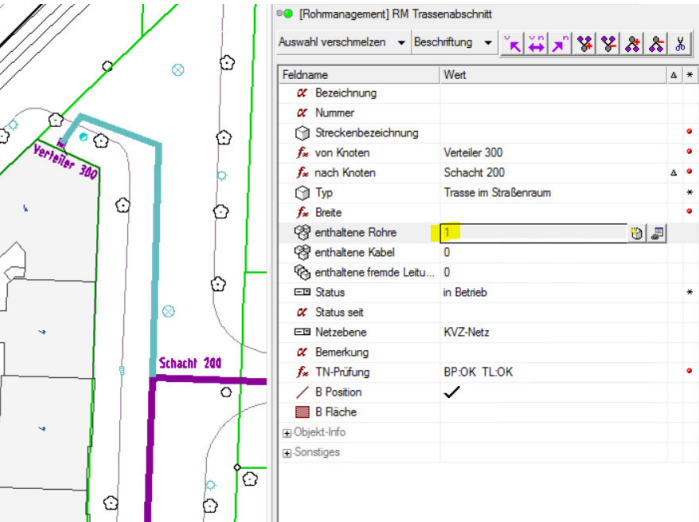 [Rohmanagement] RM Trassenabschnitt
Auswahl verschmelzen Beschriftung
Feldname Wert
Bezeichnung
Nummer
Streckenbezeichnung
von Knoten Verteiler 300
nach Knoten Schacht 200
Typ Trasse im Straßenraum
Breite
enthaltene Rohre 1
enthaltene Kabel 0
enthaltene fremde Leitu... 0
Status in Betrieb
Status seit
Netzebene KVZ-Netz
Bemerkung
TN-Prüfung BP:OK TL:OK
B Position
B Fläche
Objekt-Info
Sonstiges
Verteiler 300
Schacht 200